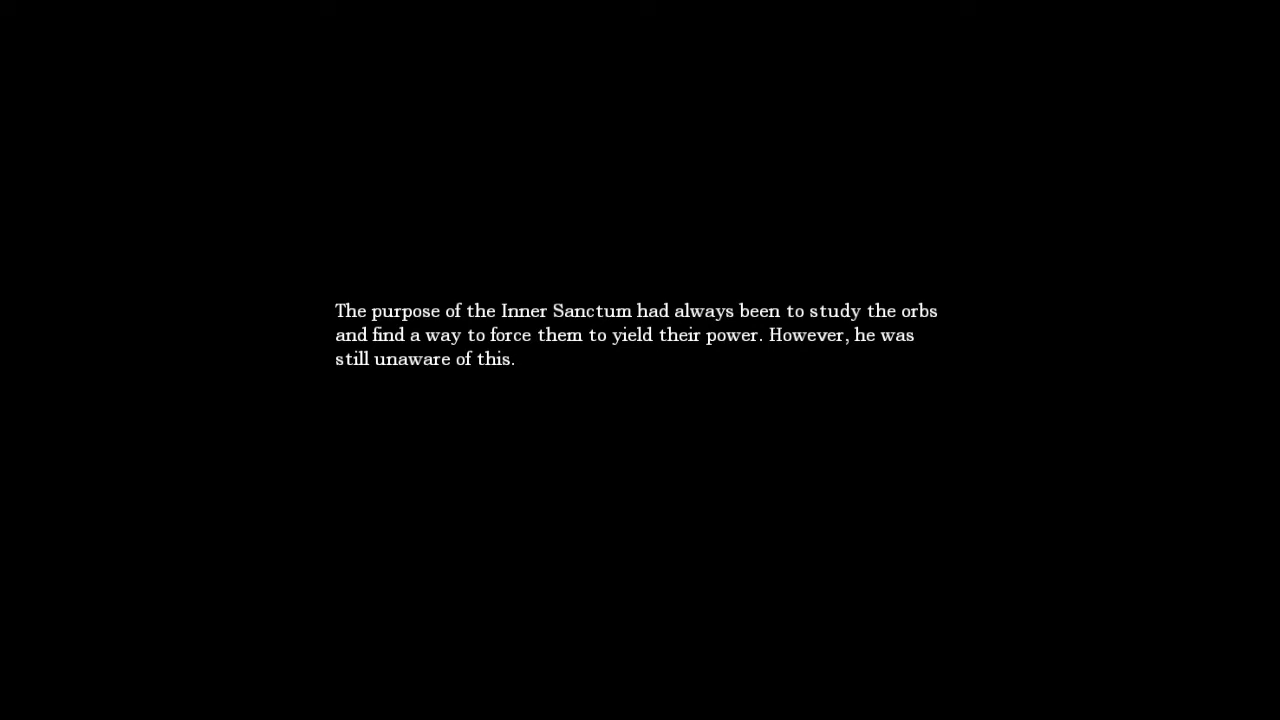 The purpose of the Inner Sanctum had always been to study the orbs
and find a way to force them to yield their power. However, he was
still unaware of this.